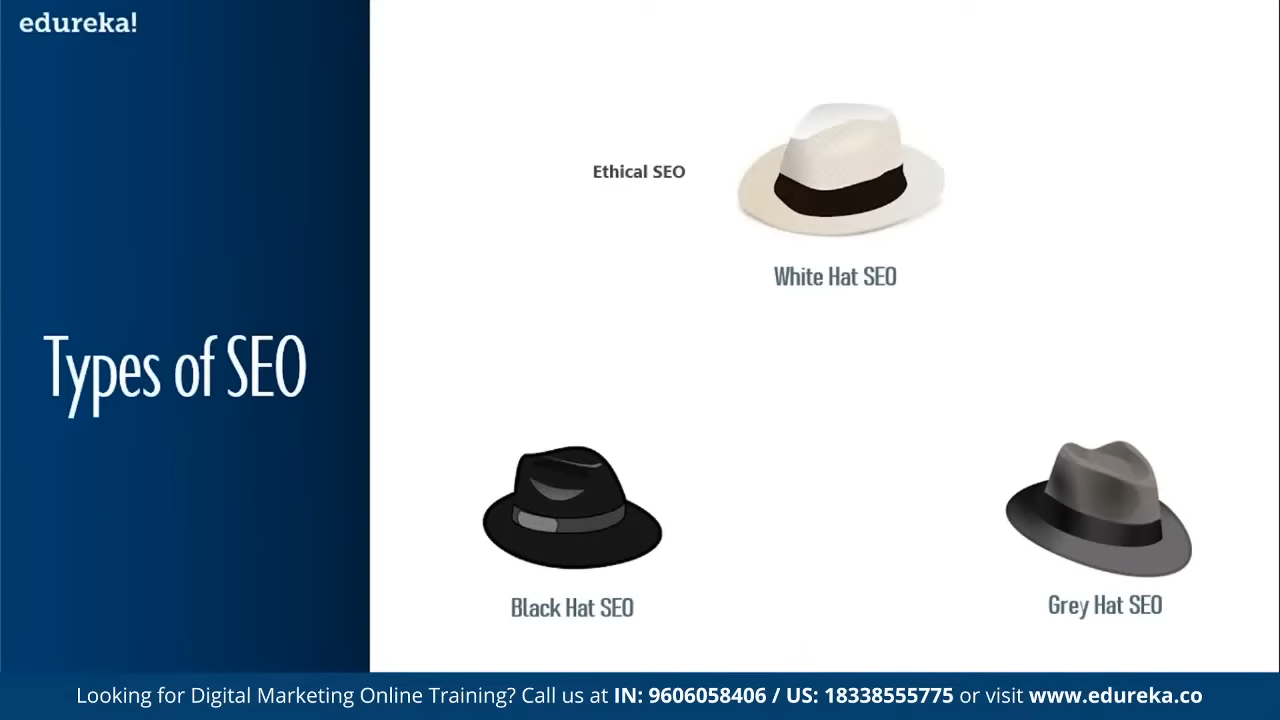 edureka!
Types of SEO
Ethical SEO
White Hat SEO
Black Hat SEO
Grey Hat SEO
Looking for Digital Marketing Online Training? Call us at IN: 9606058406 / US: 18338555775 or visit www.edureka.co